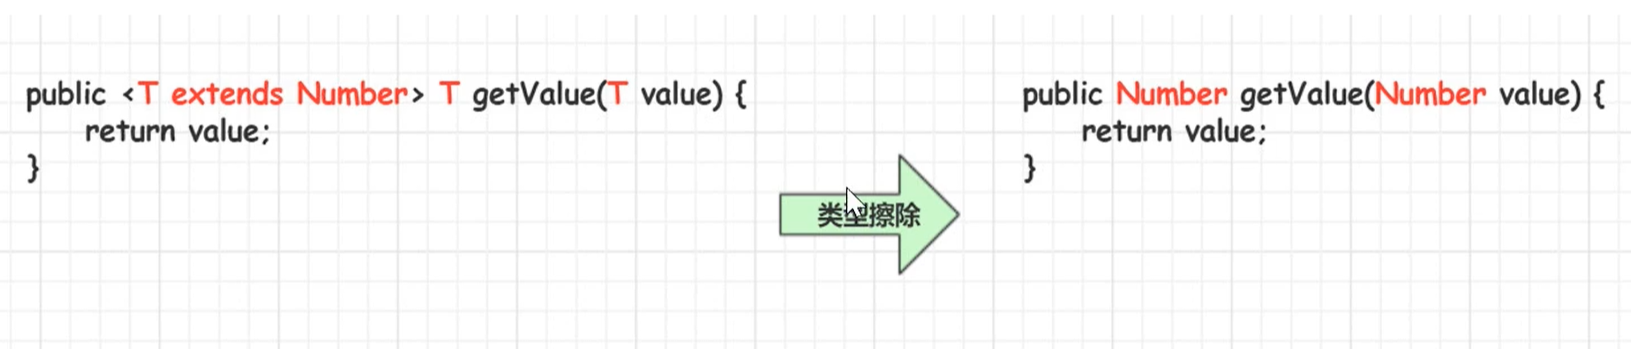 public <T extends Number> T getValue(T value) {
return value;
}
类型擦除
public Number getValue(Number value) {
return value;
}